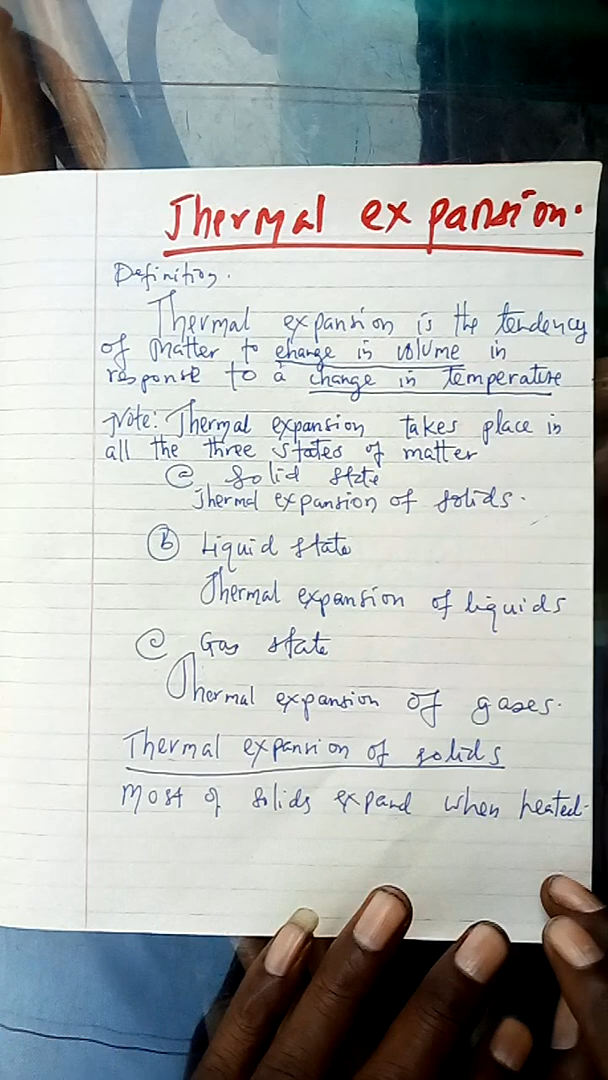 Thermal expansion.
Definition.
Thermal expansion is the tendency
of matter to change in volume in
response to a change in temperature
Note: Thermal expansion takes place in
all the three states of matter
@ Solid state
Thermal expansion of solids.
(b) Liquid state
Thermal expansion of liquids
(c) Gas state
Thermal expansion of gases.
Thermal expansion of solids
Most of solids expand when heated.